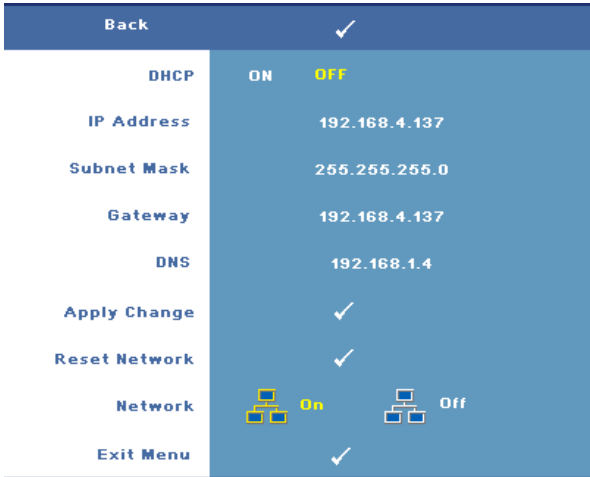 Back
DHCP ON OFF
IP Address 192.168.4.137
Subnet Mask 255.255.255.0
Gateway 192.168.4.137
DNS 192.168.1.4
Apply Change
Reset Network
Network On Off
Exit Menu